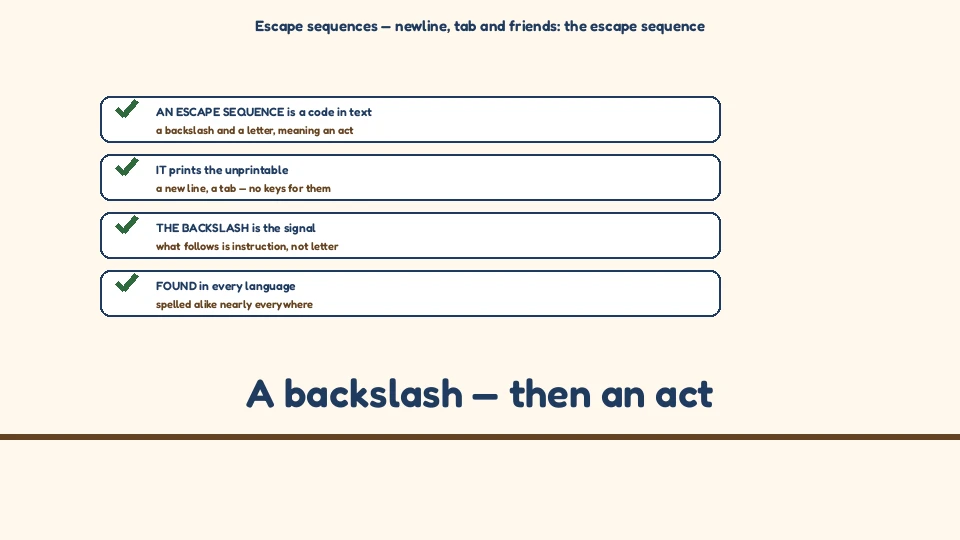 Escape sequences — newline, tab and friends: the escape sequence
AN ESCAPE SEQUENCE is a code in text
a backslash and a letter, meaning an act
IT prints the unprintable
a new line, a tab — no keys for them
THE BACKSLASH is the signal
what follows is instruction, not letter
FOUND in every language
spelled alike nearly everywhere
A backslash — then an act